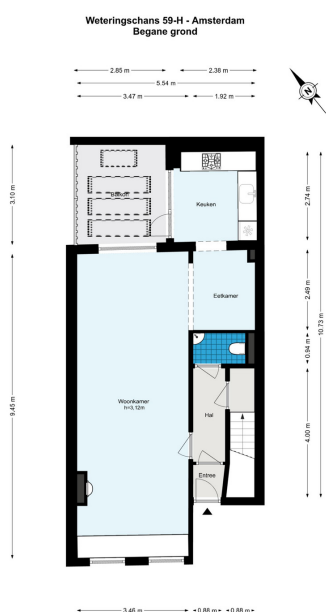 Weteringschans 59-H - Amsterdam
Begane grond
2.85 m
2.38 m
5.54 m
3.47 m
1.92 m
N
3.10 m
2.74 m
Balkon
Keuken
2.49 m
10.73 m
Eetkamer
0.94 m
9.45 m
Woonkamer
h=3,12m
Hal
4.00 m
Entree
3.46 m
0.88 m
0.88 m